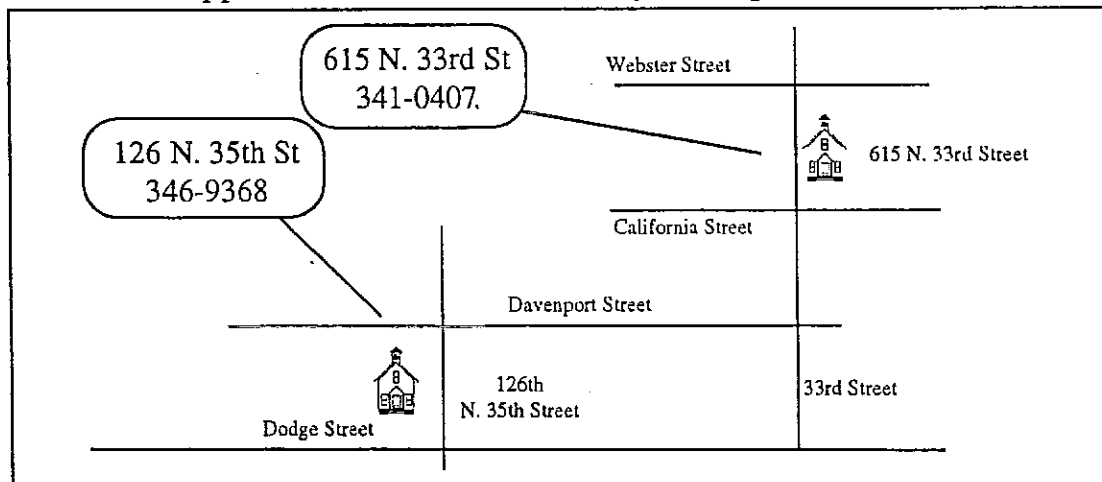 615 N. 33rd St
341-0407.
Webster Street
126 N. 35th St
346-9368
615 N. 33rd Street
California Street
Davenport Street
126th
N. 35th Street
33rd Street
Dodge Street